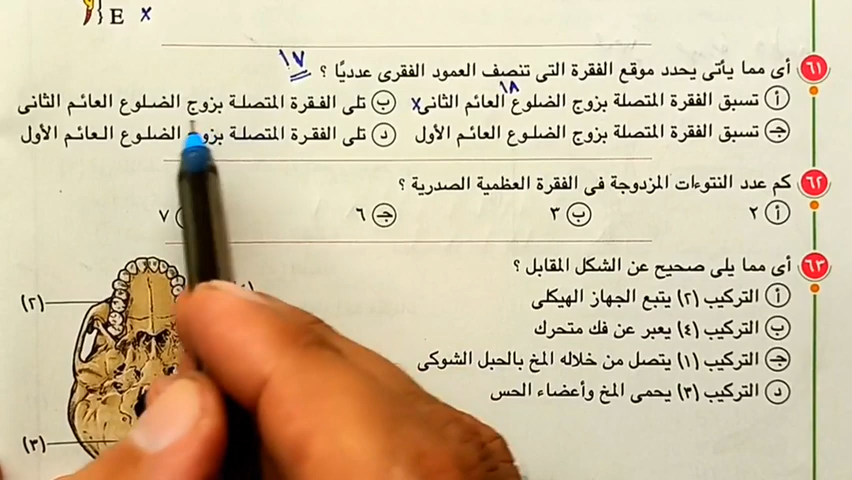 E x
١٧
٦١ أى مما يأتى يحدد موقع الفقرة التى تنصف العمود الفقرى عدديًا ؟
١٨
أ تسبق الفقرة المتصلة بزوج الضلوع العائم الثانى x ب تلى الفقرة المتصلة بزوج الضلوع العائم الثانى
ج تسبق الفقرة المتصلة بزوج الضلوع العائم الأول د تلى الفقرة المتصلة بزوج الضلوع العائم الأول
٦٢ كم عدد النتوءات المزدوجة فى الفقرة العظمية الصدرية ؟
أ ٢ ب ٣ ج ٦ ٧
٦٣ أى مما يلى صحيح عن الشكل المقابل ؟
أ التركيب (٢) يتبع الجهاز الهيكلى
ب التركيب (٤) يعبر عن فك متحرك
ج التركيب (١) يتصل من خلاله المخ بالحبل الشوكى
د التركيب (٣) يحمى المخ وأعضاء الحس
(٢)
(٣)